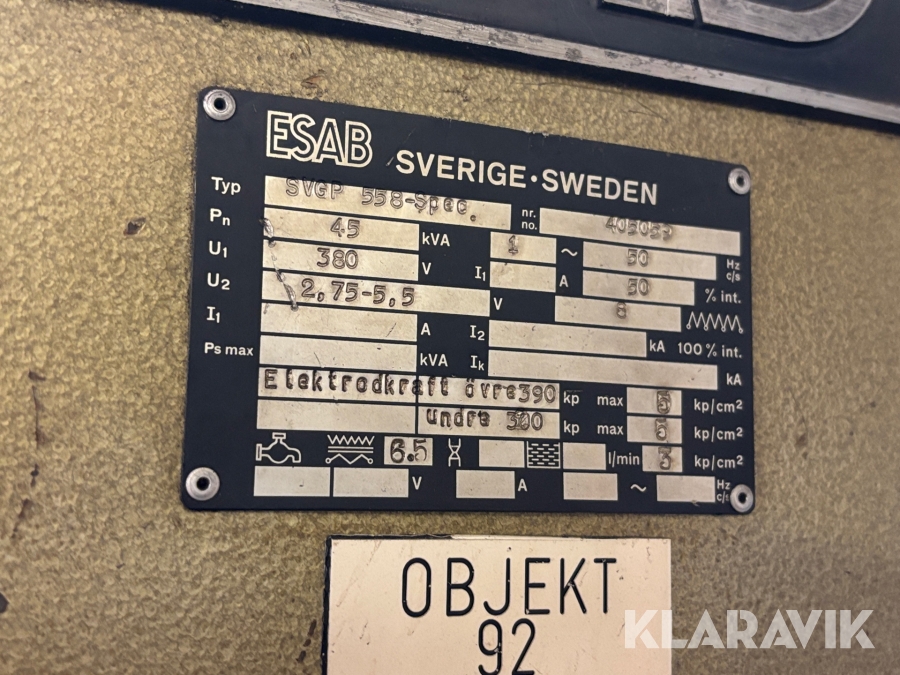 ESAB SVERIGE·SWEDEN
Typ SVGP 558-Spec. nr. no.
Pn 45 kVA 1 ~ 50 Hz c/s
U1 380 V I1 A 50 % int.
U2 2,75-5,5 V 8
I1 A I2 kA 100 % int.
Ps max kVA Ik kA
Elektrodkraft övre390 kp max 5 kp/cm2
undre 300 kp max 5 kp/cm2
6.5 l/min 3 kp/cm2
V A ~ Hz c/s
OBJEKT
92
KLARAVIK